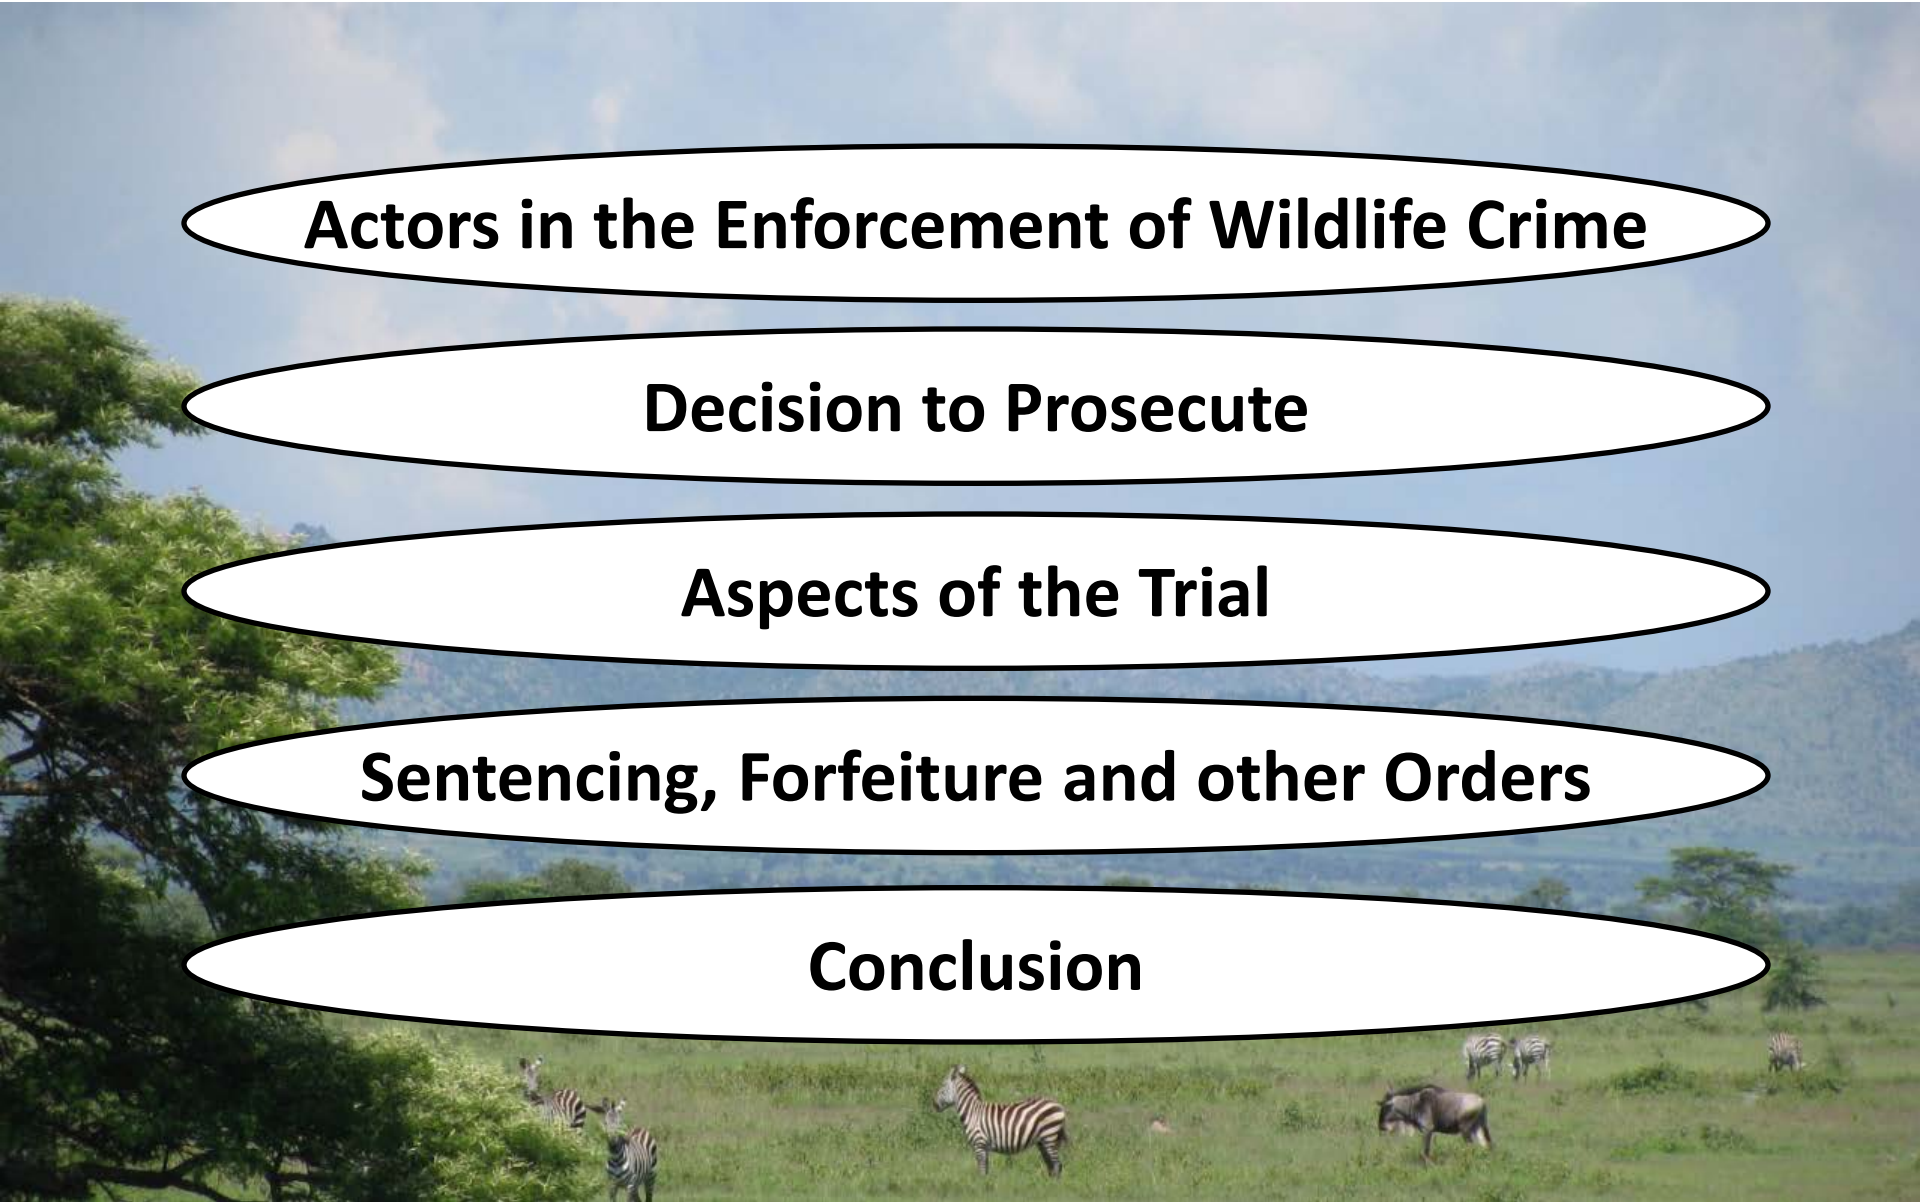 Actors in the Enforcement of Wildlife Crime
Decision to Prosecute
Aspects of the Trial
Sentencing, Forfeiture and other Orders
Conclusion